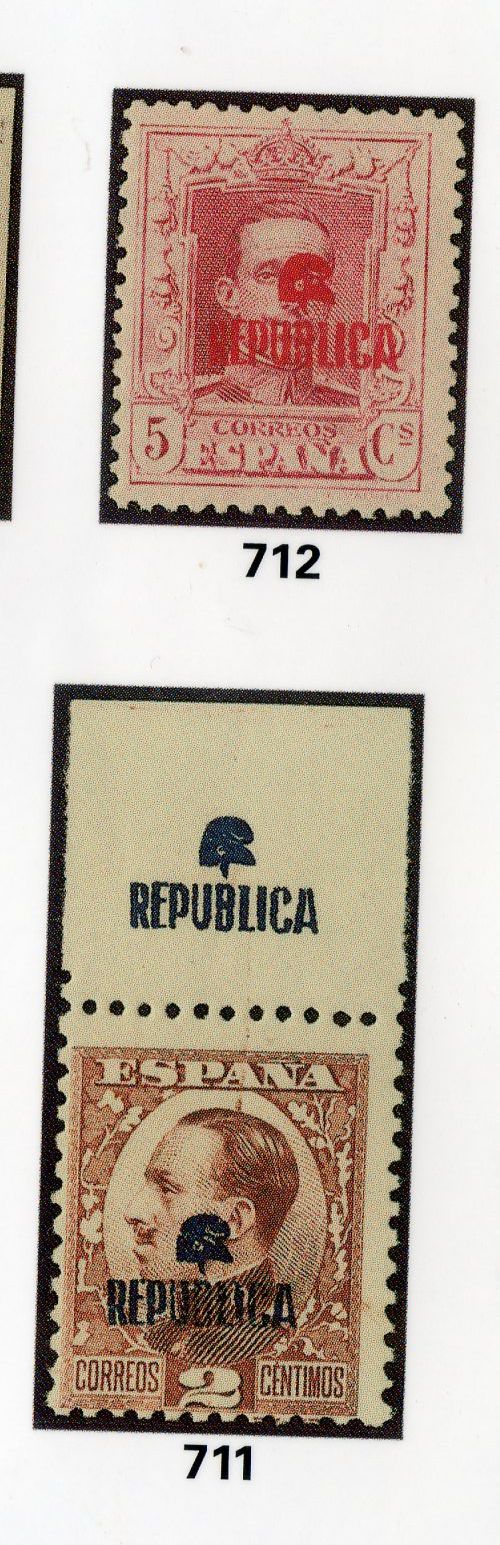 REPUBLICA
5 CORREOS Cs
ESPAÑA
712
REPUBLICA
ESPAÑA
REPUBLICA
CORREOS 2 CENTIMOS
711